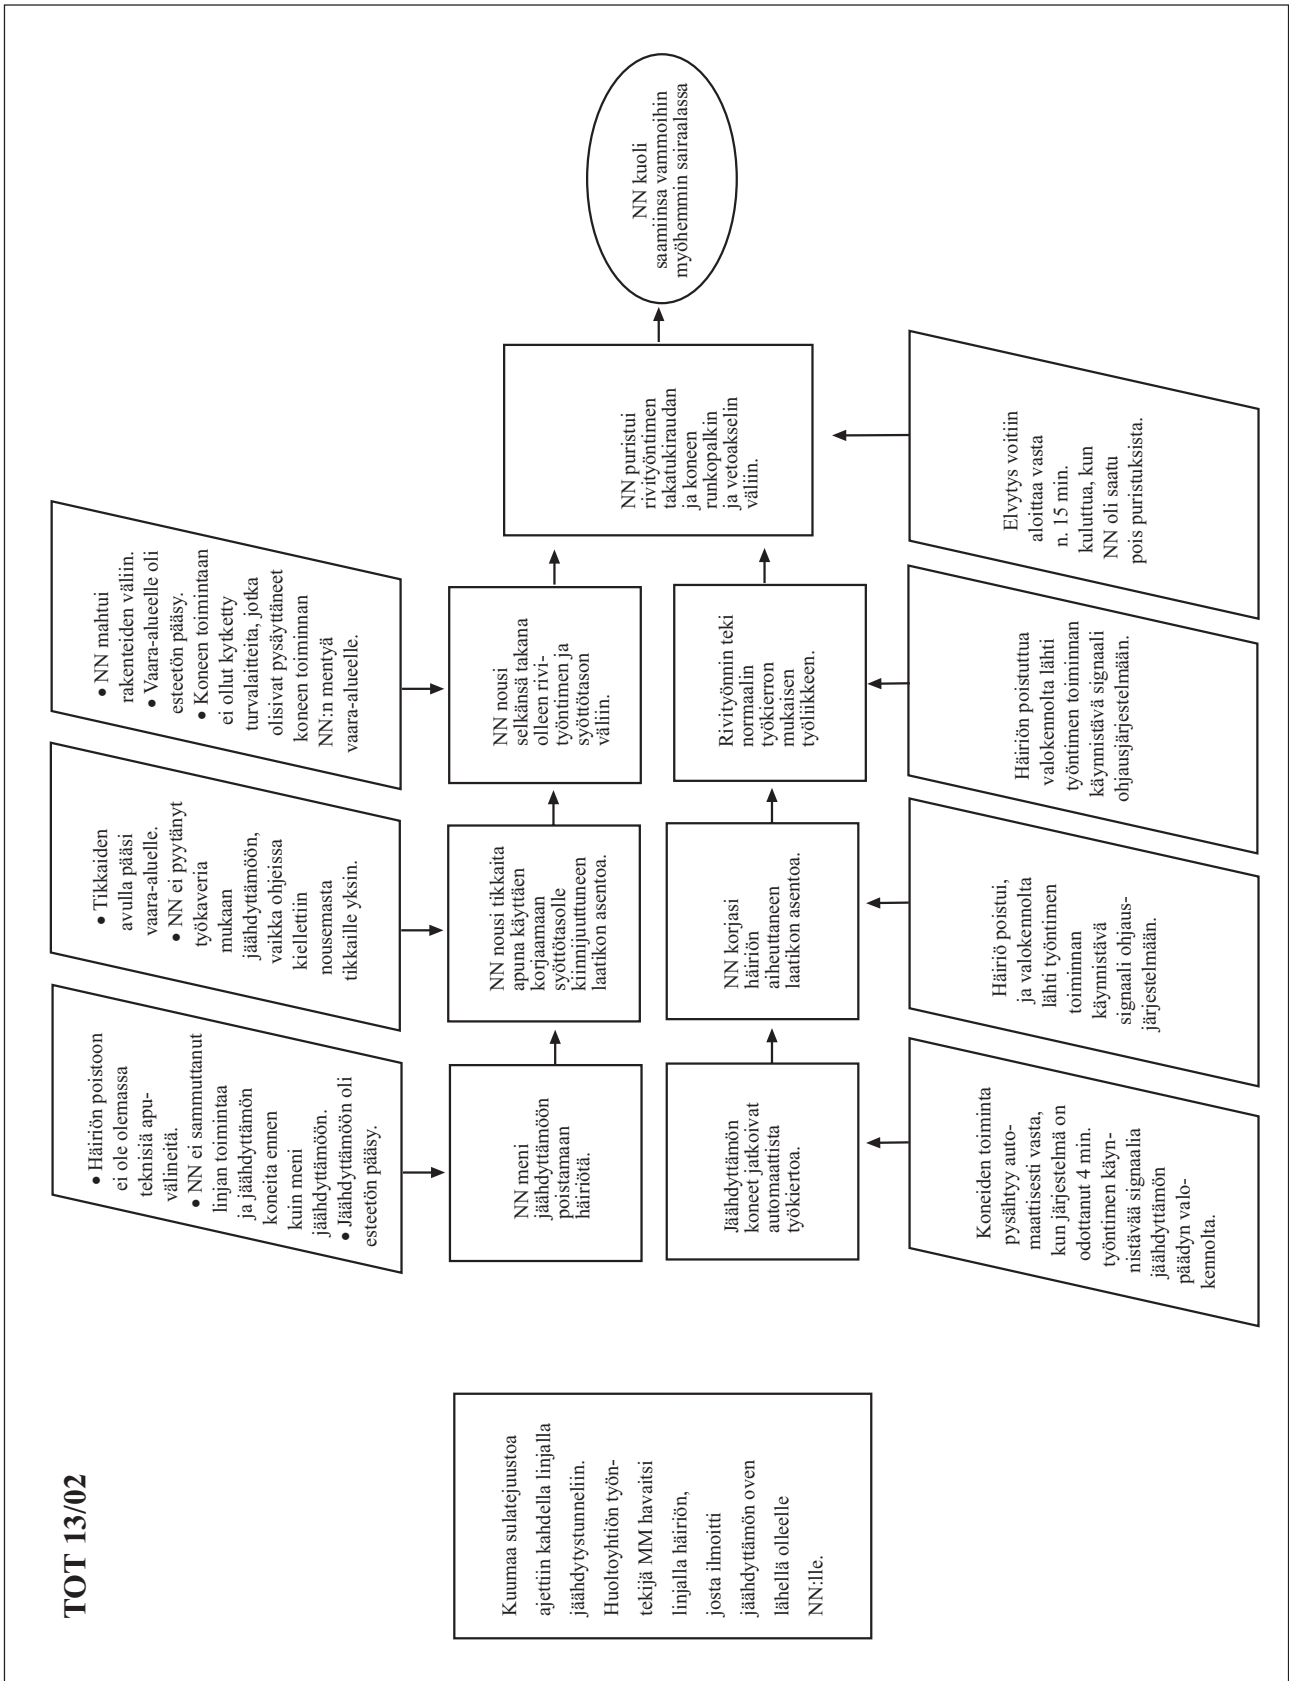 TOT 13/02
Kuumaa sulatejuustoa
ajettiin kahdella linjalla
jäähdytystunneliin.
Huoltoyhtiön työn-
tekijä MM havaitsi
linjalla häiriön,
josta ilmoitti
jäähdyttämön oven
lähellä olleelle
NN:lle.
• Häiriön poistoon
ei ole olemassa
teknisiä apu-
välineitä.
• NN ei sammuttanut
linjan toimintaa
ja jäähdyttämön
koneita ennen
kuin meni
jäähdyttämöön.
• Jäähdyttämöön oli
esteetön pääsy.
• Tikkaiden
avulla pääsi
vaara-aluelle.
• NN ei pyytänyt
työkaveria
mukaan
jäähdyttämöön,
vaikka ohjeissa
kiellettiin
nousemasta
tikkaille yksin.
• NN mahtui
rakenteiden väliin.
• Vaara-alueelle oli
esteetön pääsy.
• Koneen toimintaan
ei ollut kytketty
turvalaitteita, jotka
olisivat pysäyttäneet
koneen toiminnan
NN:n mentyä
vaara-alueelle.
NN meni
jäähdyttämöön
poistamaan
häiriötä.
NN nousi tikkaita
apuna käyttäen
korjaamaan
syöttötasolle
kiinnijuuttuneen
laatikon asentoa.
NN nousi
selkänsä takana
olleen rivi-
työntimen ja
syöttötason
väliin.
Jäähdyttämön
koneet jatkoivat
automaattista
työkiertoa.
NN korjasi
häiriön
aiheuttaneen
laatikon asentoa.
Rivityönnin teki
normaalin
työkierron
mukaisen
työliikkeen.
NN puristui
rivityöntimen
takatukiraudan
ja koneen
runkopalkin
ja vetoakselin
väliin.
NN kuoli
saamiinsa vammoihin
myöhemmin sairaalassa
Koneiden toiminta
pysähtyy auto-
maattisesti vasta,
kun järjestelmä on
odottanut 4 min.
työntimen käyn-
nistävää signaalia
jäähdyttämön
päädyn valo-
kennolta.
Häiriö poistui,
ja valokennolta
lähti työntimen
toiminnan
käynnistävä
signaali ohjaus-
järjestelmään.
Häiriön poistuttua
valokennolta lähti
työntimen toiminnan
käynnistävä signaali
ohjausjärjestelmään.
Elvytys voitiin
aloittaa vasta
n. 15 min.
kuluttua, kun
NN oli saatu
pois puristuksista.